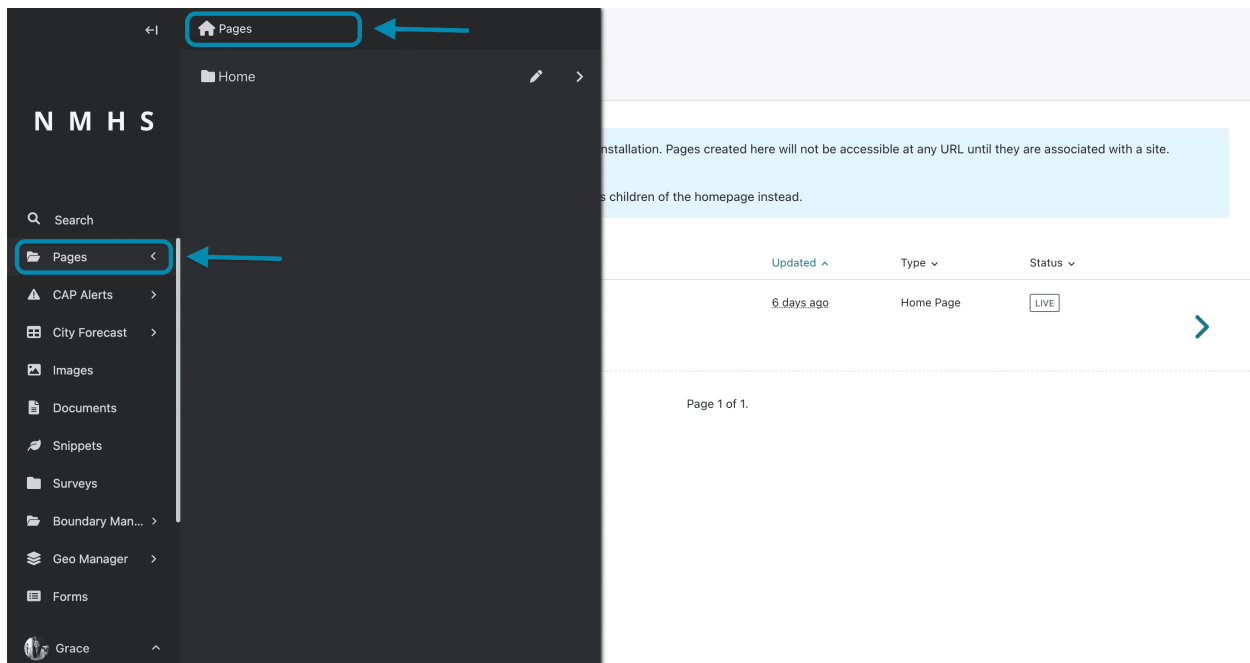 N M H S
Search
Pages
CAP Alerts
City Forecast
Images
Documents
Snippets
Surveys
Boundary Man...
Geo Manager
Forms
Grace
Pages
Home
nstallation. Pages created here will not be accessible at any URL until they are associated with a site.
s children of the homepage instead.
Updated Type Status
6 days ago Home Page LIVE
Page 1 of 1.